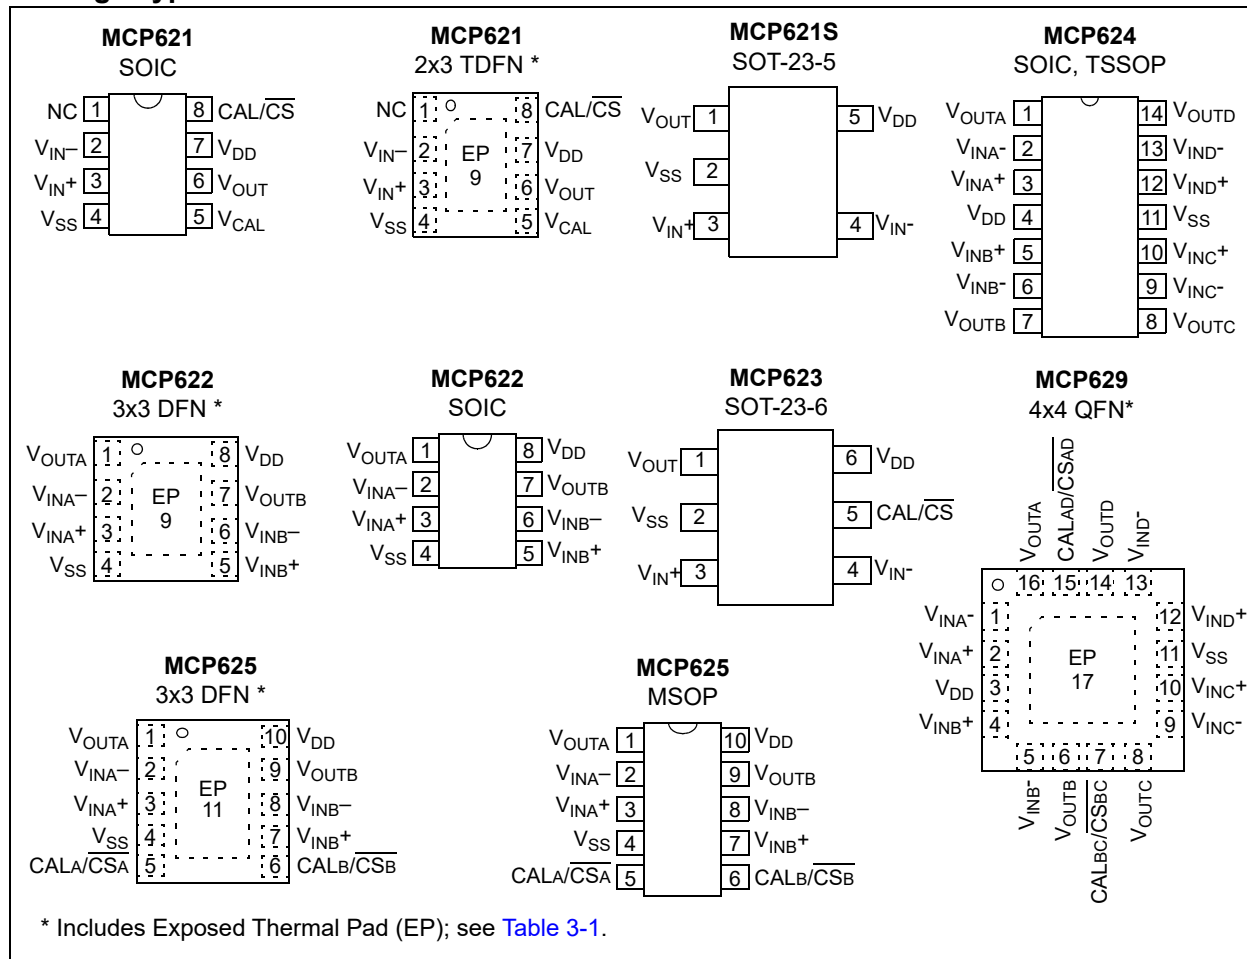 MCP621
SOIC
NC 1 8 CAL/CS
VIN– 2 7 VDD
VIN+ 3 6 VOUT
VSS 4 5 VCAL
MCP621
2x3 TDFN *
NC 1 8 CAL/CS
VIN– 2 7 VDD
EP
9
VIN+ 3 6 VOUT
VSS 4 5 VCAL
MCP621S
SOT-23-5
VOUT 1 5 VDD
VSS 2
VIN+ 3 4 VIN-
MCP624
SOIC, TSSOP
VOUTA 1 14 VOUTD
VINA- 2 13 VIND-
VINA+ 3 12 VIND+
VDD 4 11 VSS
VINB+ 5 10 VINC+
VINB- 6 9 VINC-
VOUTB 7 8 VOUTC
MCP622
3x3 DFN *
VOUTA 1 8 VDD
VINA– 2 EP 7 VOUTB
9
VINA+ 3 6 VINB–
VSS 4 5 VINB+
MCP622
SOIC
VOUTA 1 8 VDD
VINA– 2 7 VOUTB
VINA+ 3 6 VINB–
VSS 4 5 VINB+
MCP623
SOT-23-6
VOUT 1 6 VDD
VSS 2 5 CAL/CS
VIN+ 3 4 VIN-
MCP629
4x4 QFN*
VOUTA CALAD/CSAD VOUTD VIND-
16 15 14 13
VINA- 1 12 VIND+
VINA+ 2 EP 11 VSS
17
VDD 3 10 VINC+
VINB+ 4 9 VINC-
5 6 7 8
VINB- VOUTB CALBC/CSBC VOUTC
MCP625
3x3 DFN *
VOUTA 1 10 VDD
VINA– 2 9 VOUTB
EP
11
VINA+ 3 8 VINB–
VSS 4 7 VINB+
CALA/CSA 5 6 CALB/CSB
MCP625
MSOP
VOUTA 1 10 VDD
VINA– 2 9 VOUTB
VINA+ 3 8 VINB–
VSS 4 7 VINB+
CALA/CSA 5 6 CALB/CSB
* Includes Exposed Thermal Pad (EP); see Table 3-1.